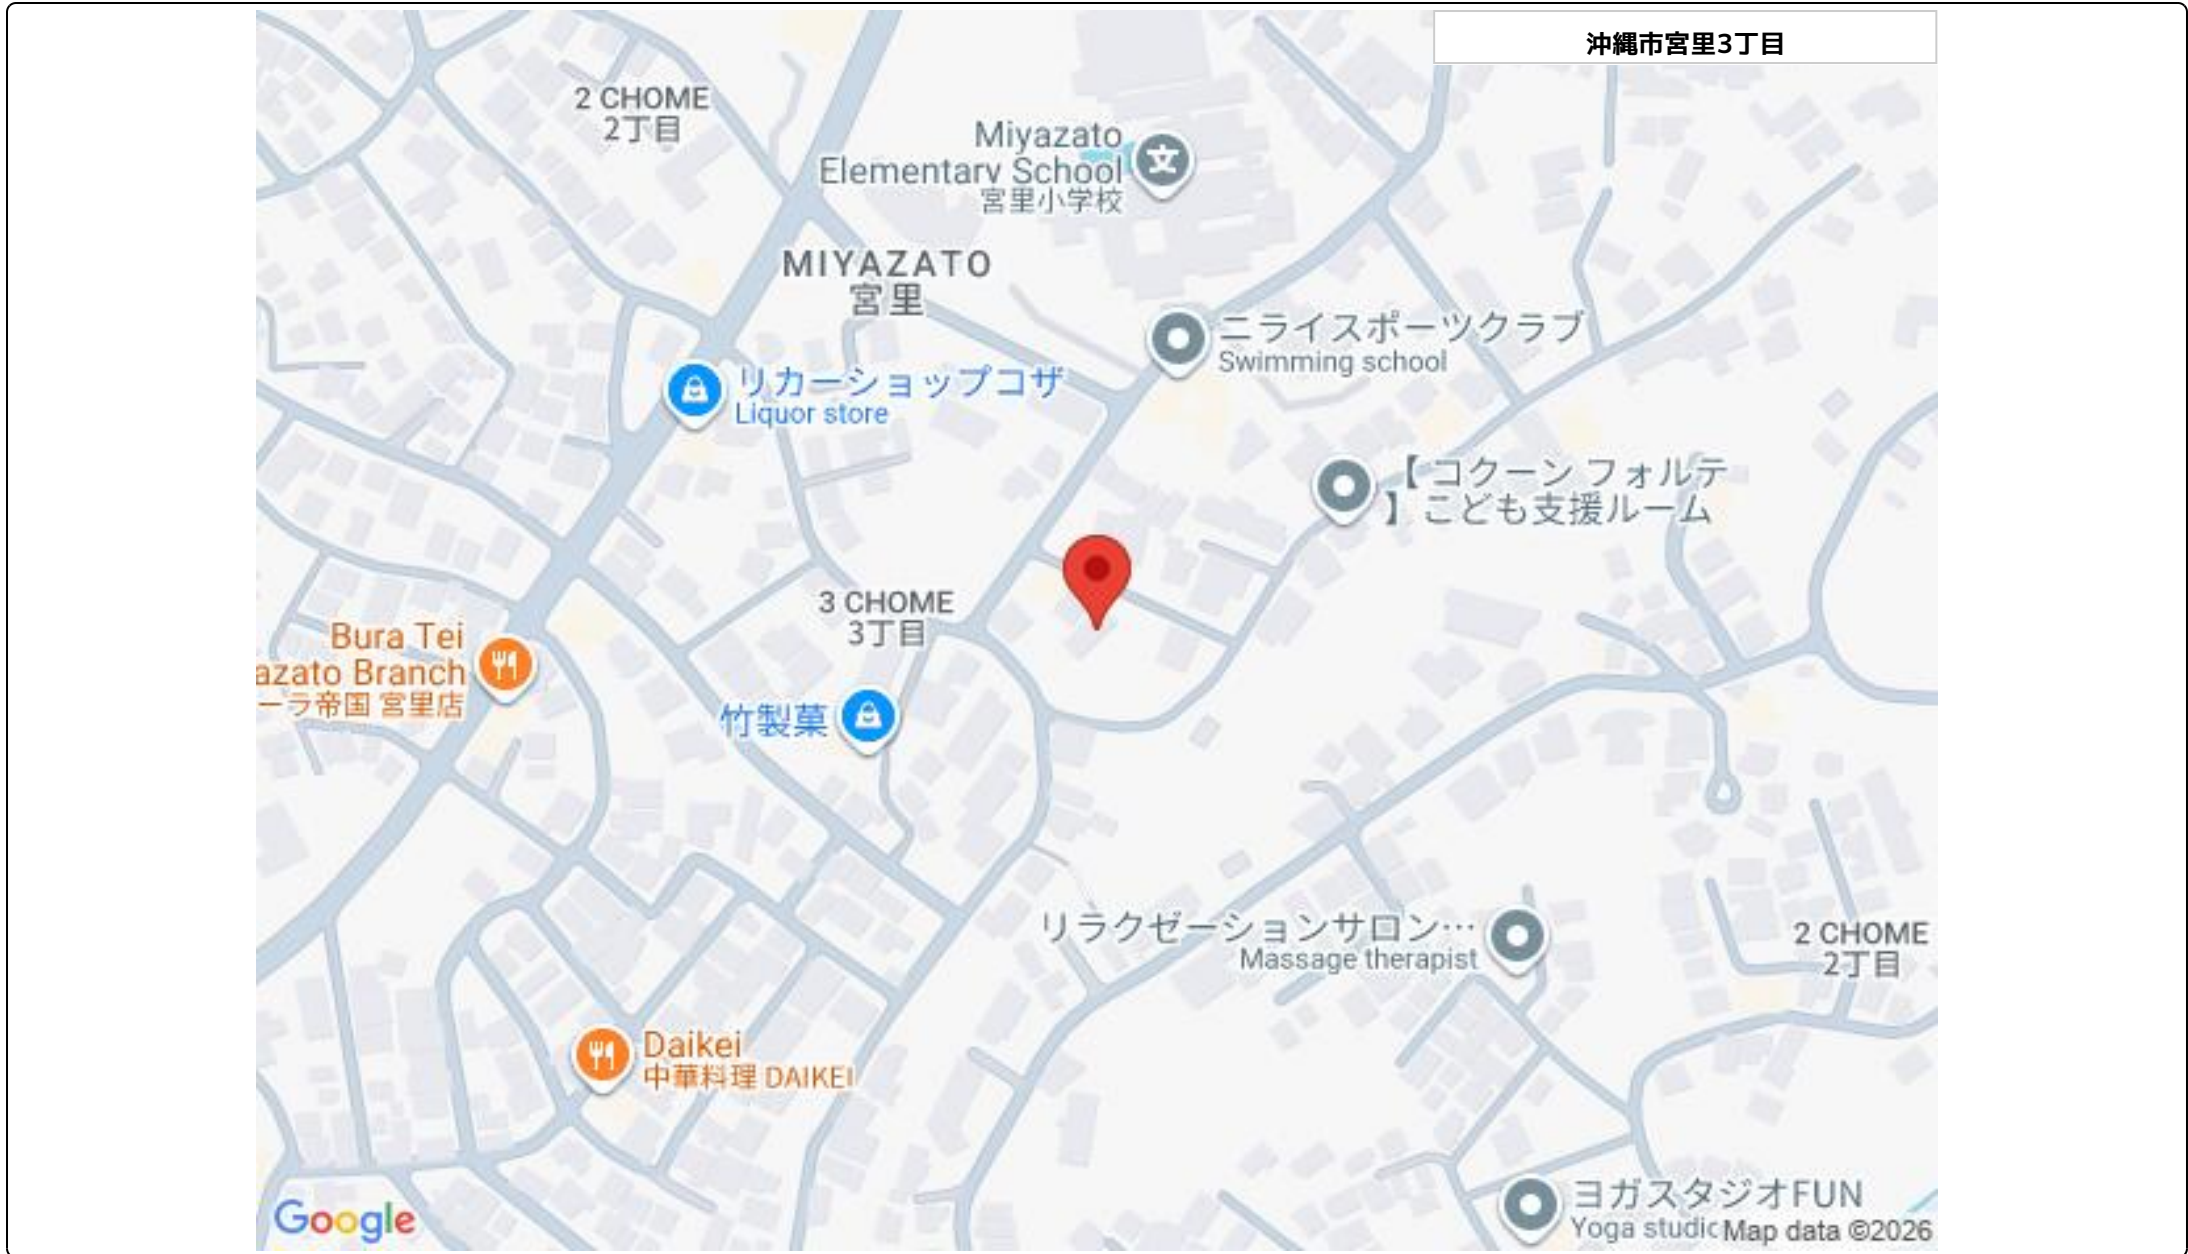 沖縄市宮里3丁目
2 CHOME
2丁目
Miyazato
Elementary School
宮里小学校
MIYAZATO
宮里
ニライスポーツクラブ
Swimming school
リカーショップコザ
Liquor store
【 コクーン フォルテ
】 こども支援ルーム
3 CHOME
3丁目
Bura Tei
azato Branch
ーラ帝国 宮里店
竹製菓
リラクゼーションサロン…
Massage therapist
2 CHOME
2丁目
Daikei
中華料理 DAIKEI
ヨガスタジオFUN
Yoga studio
Google
Map data ©2026